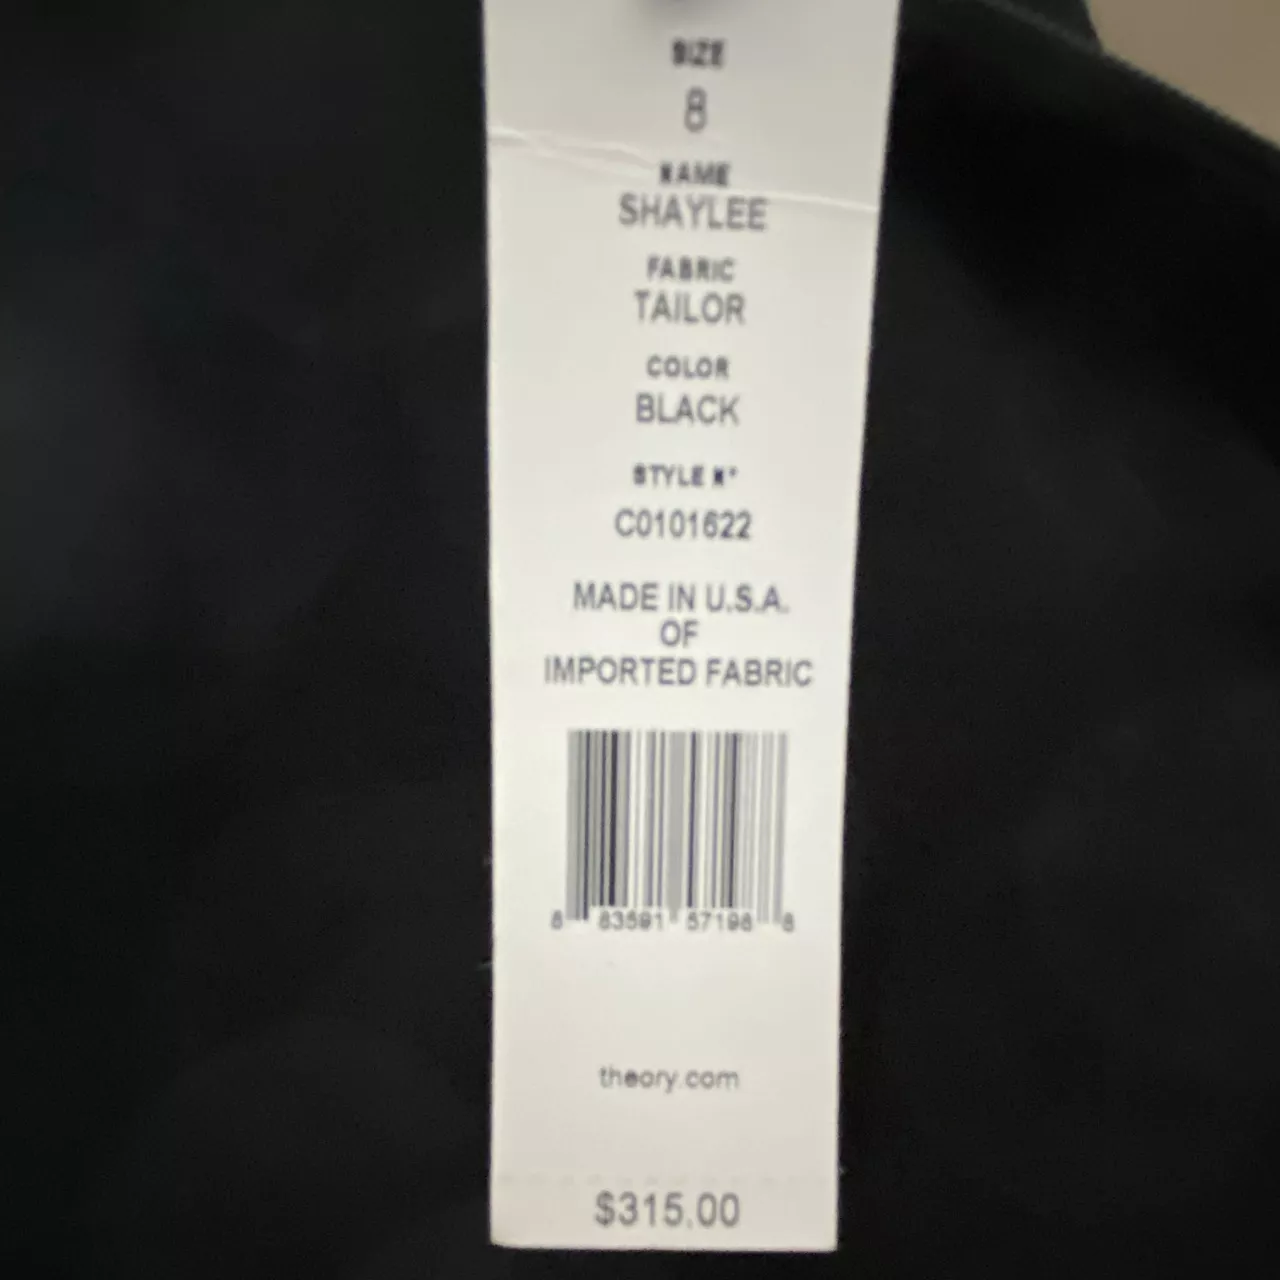 SIZE
8
NAME
SHAYLEE
FABRIC
TAILOR
COLOR
BLACK
STYLE N°
C0101622
MADE IN U.S.A.
OF
IMPORTED FABRIC
8 83591 57198 8
theory.com
$315.00